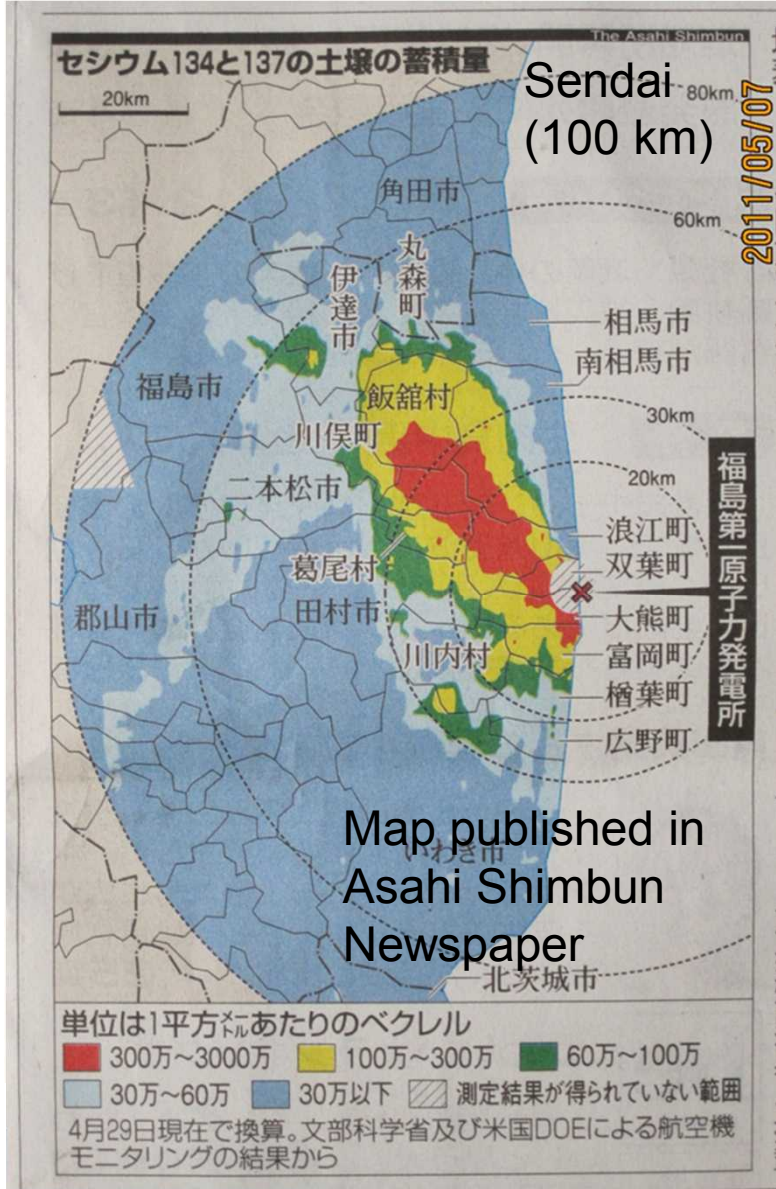 The Asahi Shimbun
セシウム134と137の土壌の蓄積量
20km
Sendai
(100 km)
80km
2011/05/07
角田市
60km
丸森町
伊達市
相馬市
南相馬市
福島市
飯舘村
30km
川俣町
20km
二本松市
福島第一原子力発電所
浪江町
双葉町
葛尾村
田村市
大熊町
郡山市
川内村
富岡町
楢葉町
広野町
Map published in
いわき市
Asahi Shimbun
Newspaper
北茨城市
単位は1平方メートルあたりのベクレル
300万〜3000万 100万〜300万 60万〜100万
30万〜60万 30万以下 測定結果が得られていない範囲
4月29日現在で換算。文部科学省及び米国DOEによる航空機
モニタリングの結果から